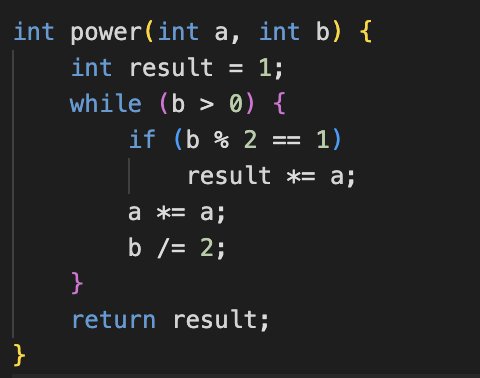 int power(int a, int b) {
    int result = 1;
    while (b > 0) {
        if (b % 2 == 1)
            result *= a;
        a *= a;
        b /= 2;
    }
    return result;
}